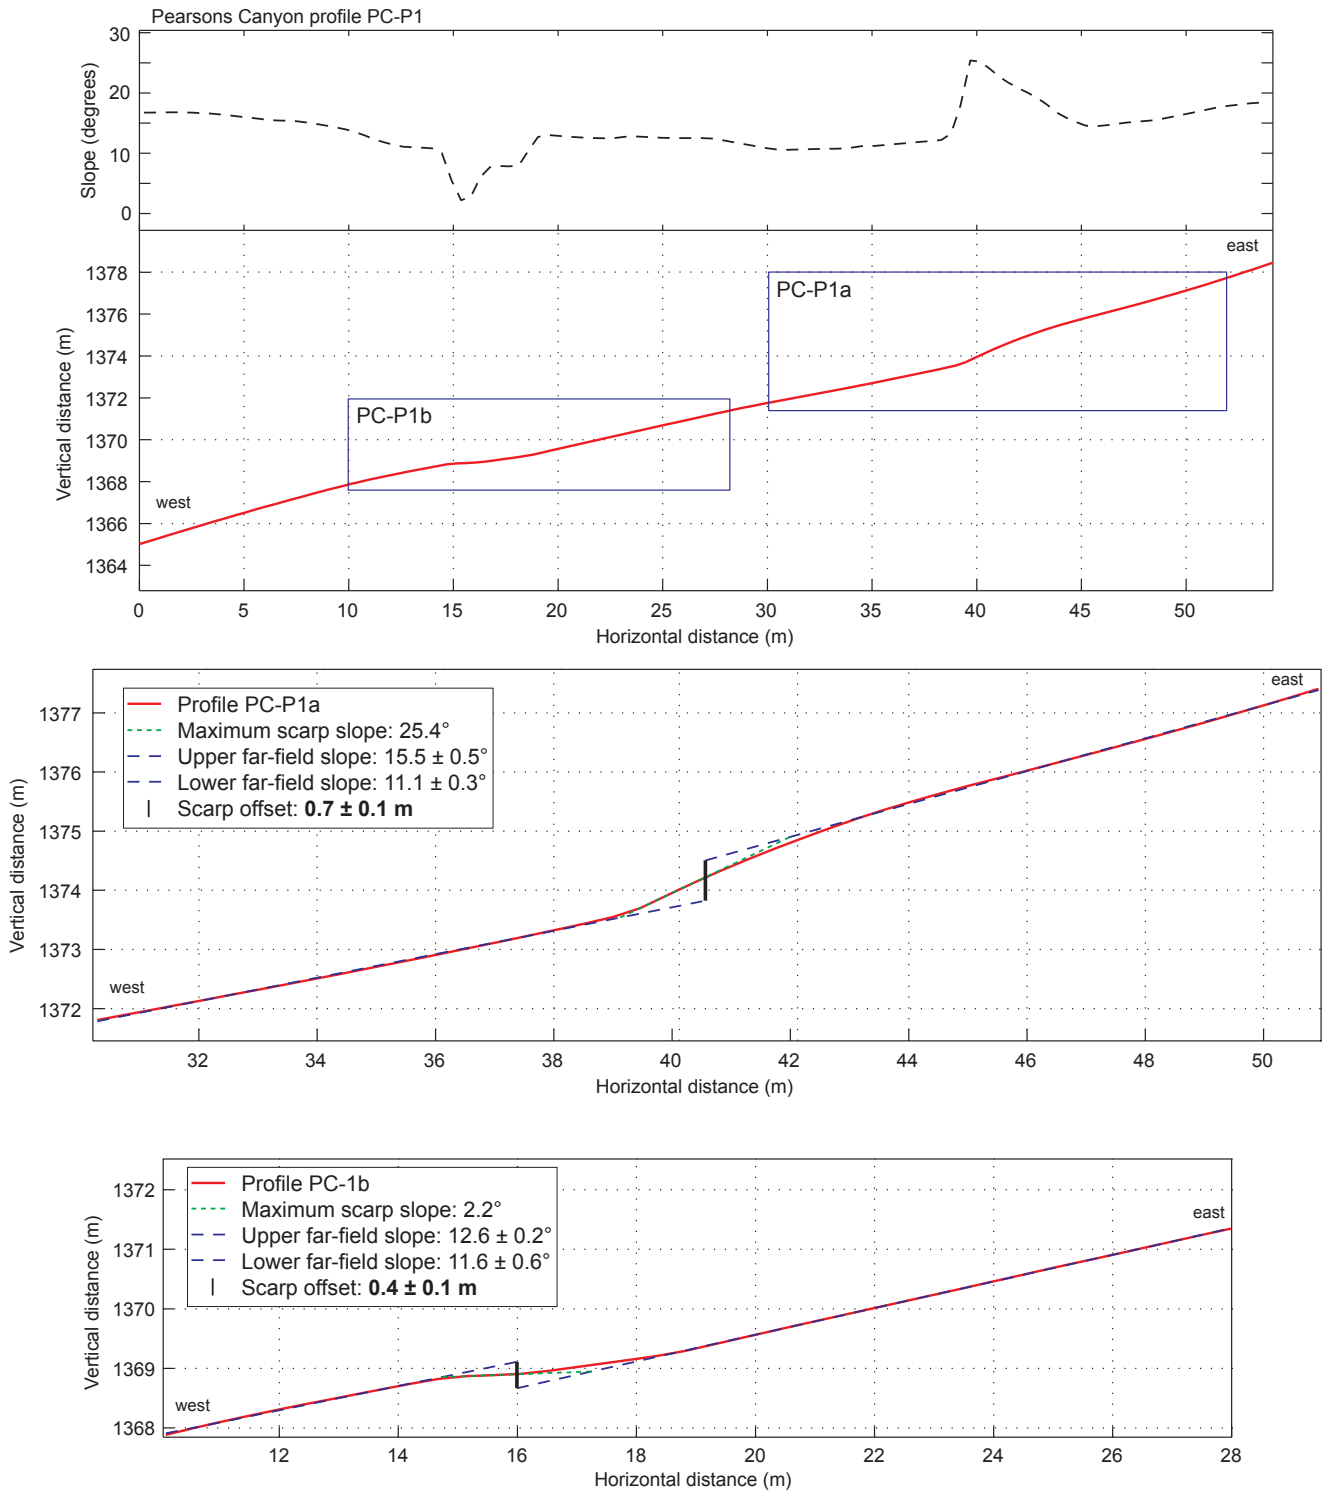 Pearsons Canyon profile PC-P1
30
20
10
0
Slope (degrees)
east
1378
1376
1374
1372
1370
1368
1366
1364
Vertical distance (m)
PC-P1a
PC-P1b
west
0 5 10 15 20 25 30 35 40 45 50
Horizontal distance (m)
east
Profile PC-P1a
Maximum scarp slope: 25.4°
Upper far-field slope: 15.5 ± 0.5°
Lower far-field slope: 11.1 ± 0.3°
Scarp offset: 0.7 ± 0.1 m
1377
1376
1375
1374
1373
1372
Vertical distance (m)
west
32 34 36 38 40 42 44 46 48 50
Horizontal distance (m)
Profile PC-1b
Maximum scarp slope: 2.2°
Upper far-field slope: 12.6 ± 0.2°
Lower far-field slope: 11.6 ± 0.6°
Scarp offset: 0.4 ± 0.1 m
east
1372
1371
1370
1369
1368
Vertical distance (m)
west
12 14 16 18 20 22 24 26 28
Horizontal distance (m)